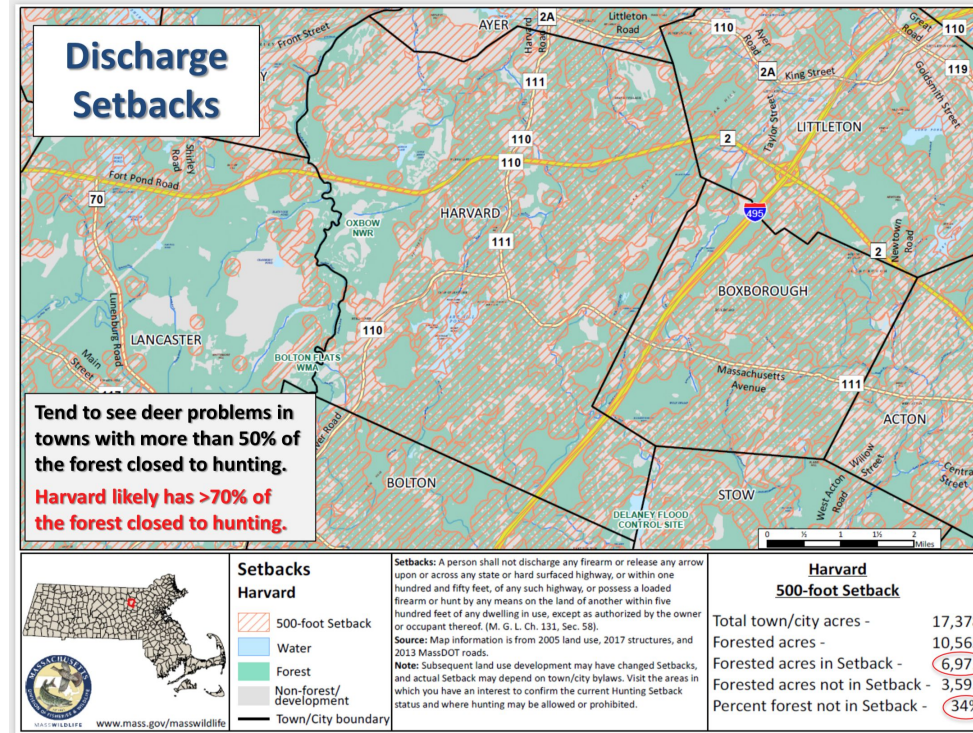 Discharge
Setbacks
Front Street
AYER
2A
Harvard
Road
Littleton
Road
110
Ayer
Road
2A
King Street
Great
Road
110
119
Goldsmith Street
111
Taylor Street
LITTLETON
110
110
2
Shirley
Road
Fort Pond Road
70
OXBOW
NWR
HARVARD
111
495
Newtown
Road
2
BOXBOROUGH
Lunenburg Road
LANCASTER
110
Main
Street
BOLTON FLATS
WMA
Massachusetts
Avenue
111
ACTON
Tend to see deer problems in
towns with more than 50% of
the forest closed to hunting.
Harvard likely has >70% of
the forest closed to hunting.
Road
BOLTON
Willow
Street
West Acton
Road
Street
STOW
DELANEY FLOOD
CONTROL SITE
0 ½ 1 1½ 2
Miles
MASSACHUSETTS
DIVISION OF FISHERIES & WILDLIFE
MASSWILDLIFE
www.mass.gov/masswildlife
Setbacks
Harvard
500-foot Setback
Water
Forest
Non-forest/
development
Town/City boundary
Setbacks: A person shall not discharge any firearm or release any arrow
upon or across any state or hard surfaced highway, or within one
hundred and fifty feet, of any such highway, or possess a loaded
firearm or hunt by any means on the land of another within five
hundred feet of any dwelling in use, except as authorized by the owner
or occupant thereof. (M. G. L. Ch. 131, Sec. 58).
Source: Map information is from 2005 land use, 2017 structures, and
2013 MassDOT roads.
Note: Subsequent land use development may have changed Setbacks,
and actual Setback may depend on town/city bylaws. Visit the areas in
which you have an interest to confirm the current Hunting Setback
status and where hunting may be allowed or prohibited.
Harvard
500-foot Setback
Total town/city acres -
Forested acres -
Forested acres in Setback -
Forested acres not in Setback -
Percent forest not in Setback - 34%